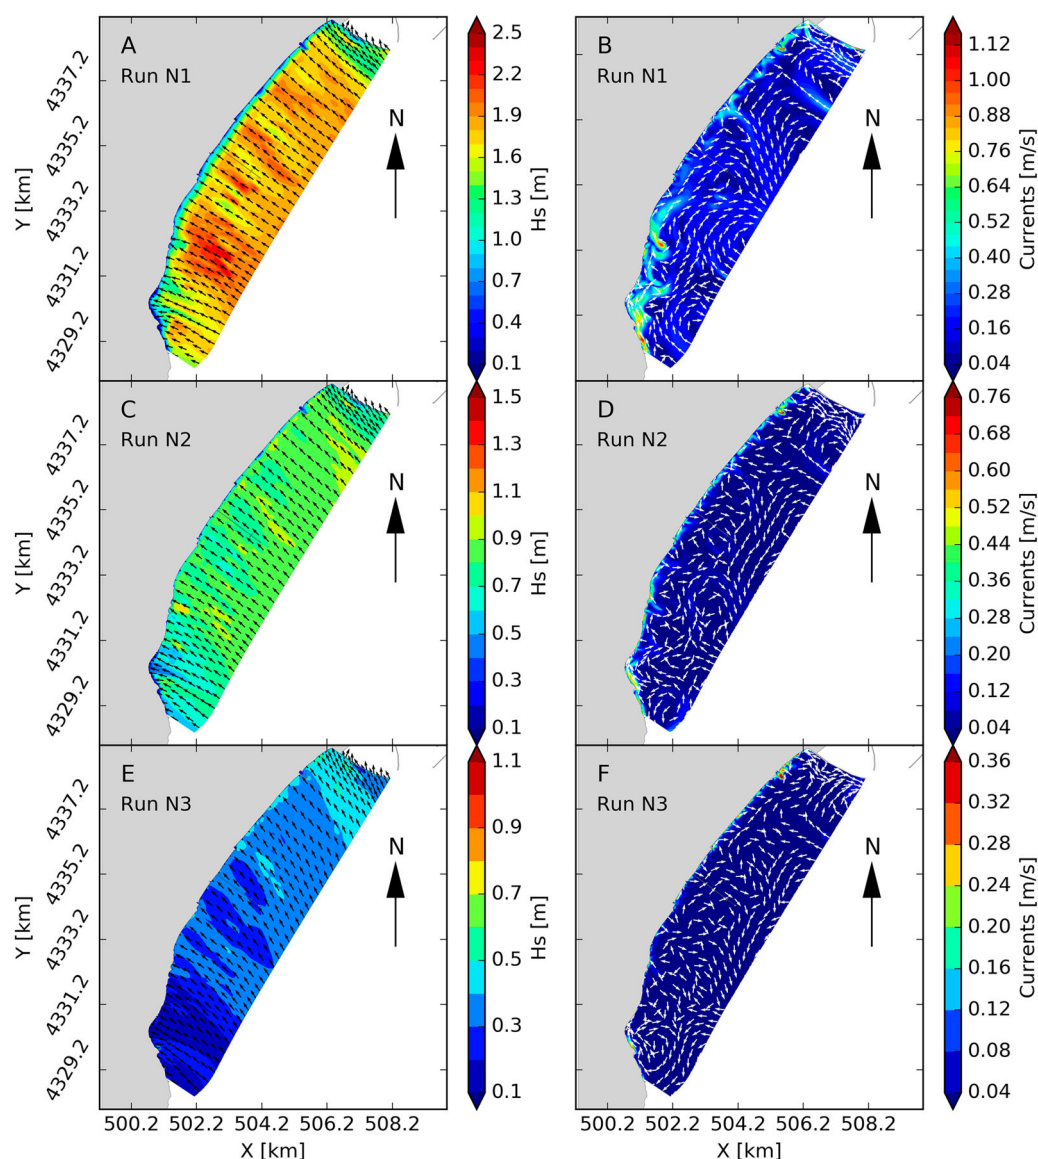 A
Run N1
N
4337.2
4335.2
4333.2
4331.2
4329.2
Y [km]
2.5
2.2
1.9
1.6
1.3
1.0
0.7
0.4
0.1
Hs [m]
B
Run N1
N
1.12
1.00
0.88
0.76
0.64
0.52
0.40
0.28
0.16
0.04
Currents [m/s]
C
Run N2
N
4337.2
4335.2
4333.2
4331.2
4329.2
Y [km]
1.5
1.3
1.1
0.9
0.7
0.5
0.3
0.1
Hs [m]
D
Run N2
N
0.76
0.68
0.60
0.52
0.44
0.36
0.28
0.20
0.12
0.04
Currents [m/s]
E
Run N3
N
4337.2
4335.2
4333.2
4331.2
4329.2
Y [km]
1.1
0.9
0.7
0.5
0.3
0.1
Hs [m]
500.2 502.2 504.2 506.2 508.2
X [km]
F
Run N3
N
0.36
0.32
0.28
0.24
0.20
0.16
0.12
0.08
0.04
Currents [m/s]
500.2 502.2 504.2 506.2 508.2
X [km]